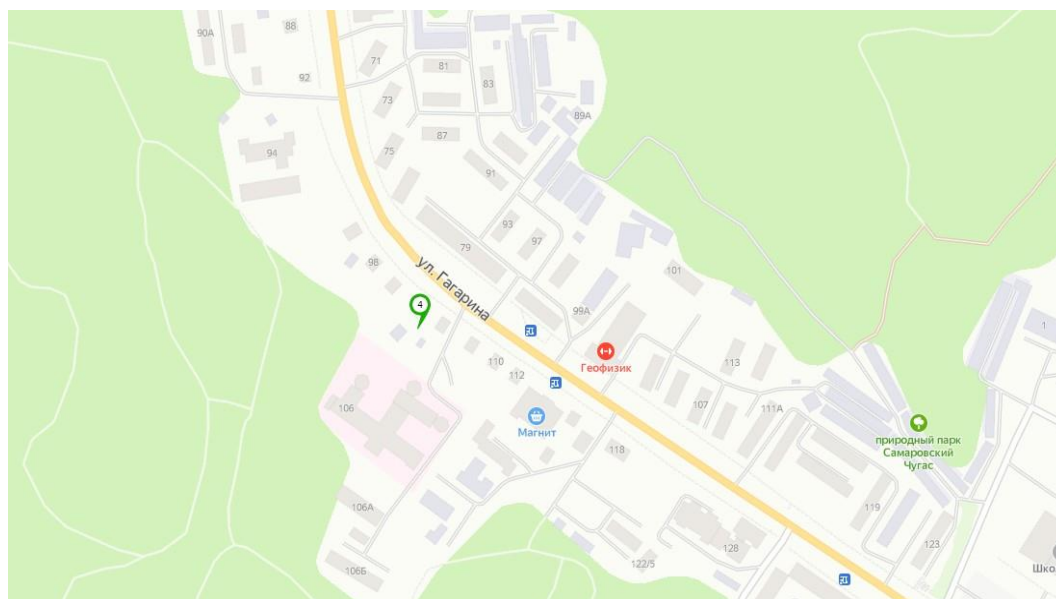 88
90А
71
81
92
83
73
89А
87
94
75
91
93
97
79
101
98
ул. Гагарина
4
99А
Геофизик
1
113
110
112
107
106
111А
Магнит
природный парк
Самаровский
Чугас
118
106А
119
128
123
122/5
106Б
Шко